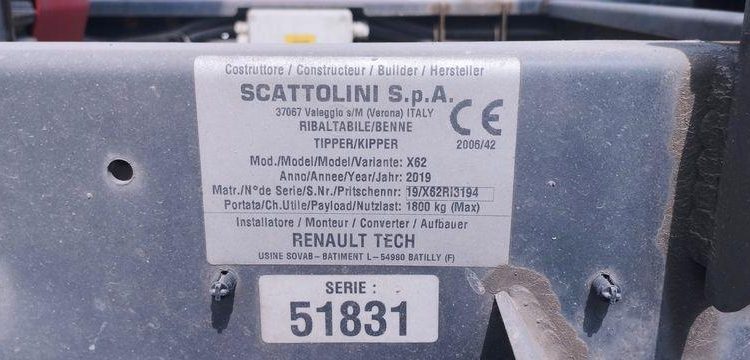 Costruttore / Constructeur / Builder / Hersteller
SCATTOLINI S.p.A.
37067 Valeggio s/M (Verona) ITALY
RIBALTABILE/BENNE
TIPPER/KIPPER
CE
2006/42
Mod./Model/Model/Variante: X62
Anno/Annee/Year/Jahr: 2019
Matr./N°de Serie/S.Nr./Pritschennr: 19/X62RI3194
Portata/Ch.Utile/Payload/Nutzlast: 1800 kg (Max)
Installatore / Monteur / Converter / Aufbauer
RENAULT TECH
USINE SOVAB- BATIMENT L-54980 BATILLY (F)
SERIE :
51831